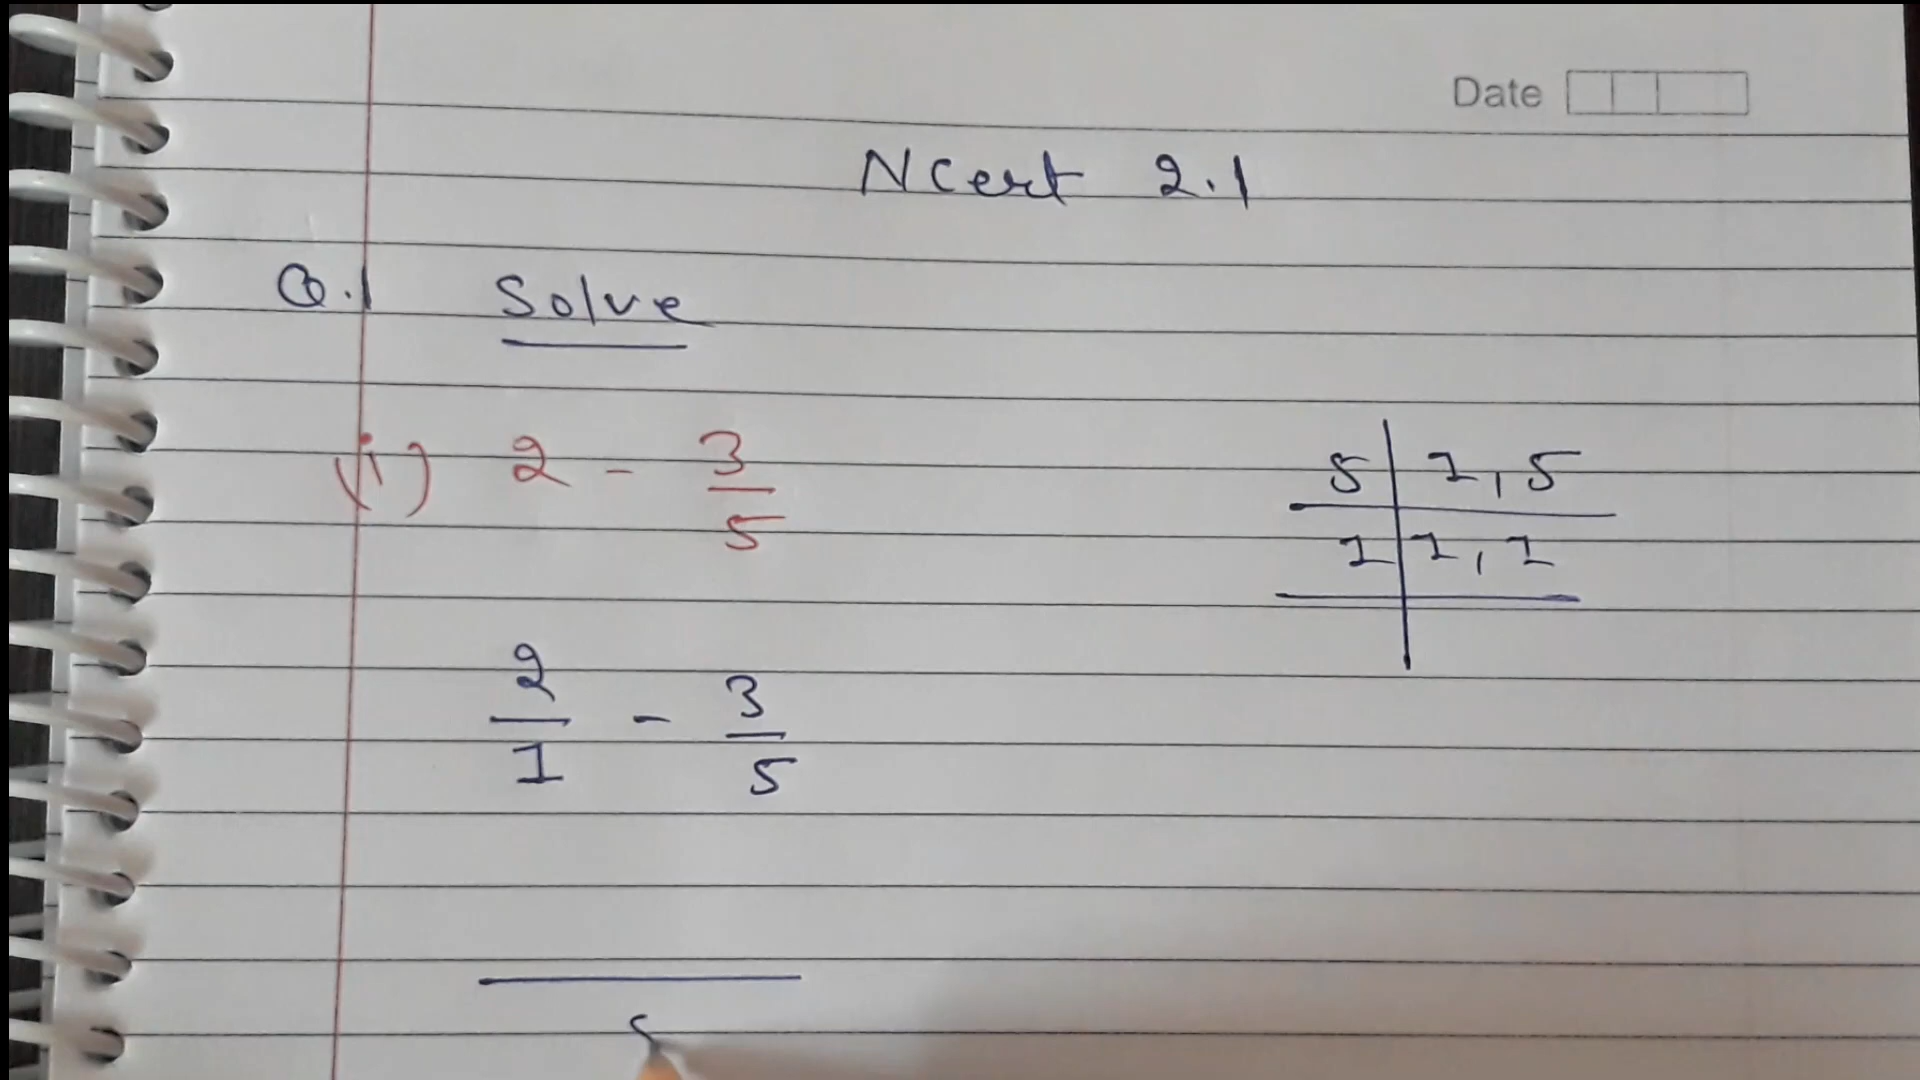 Date
Ncert 2.1
Q.1 Solve
(i) 2 - 3/5
5 | 1, 5
1 | 1, 1
2/1 - 3/5